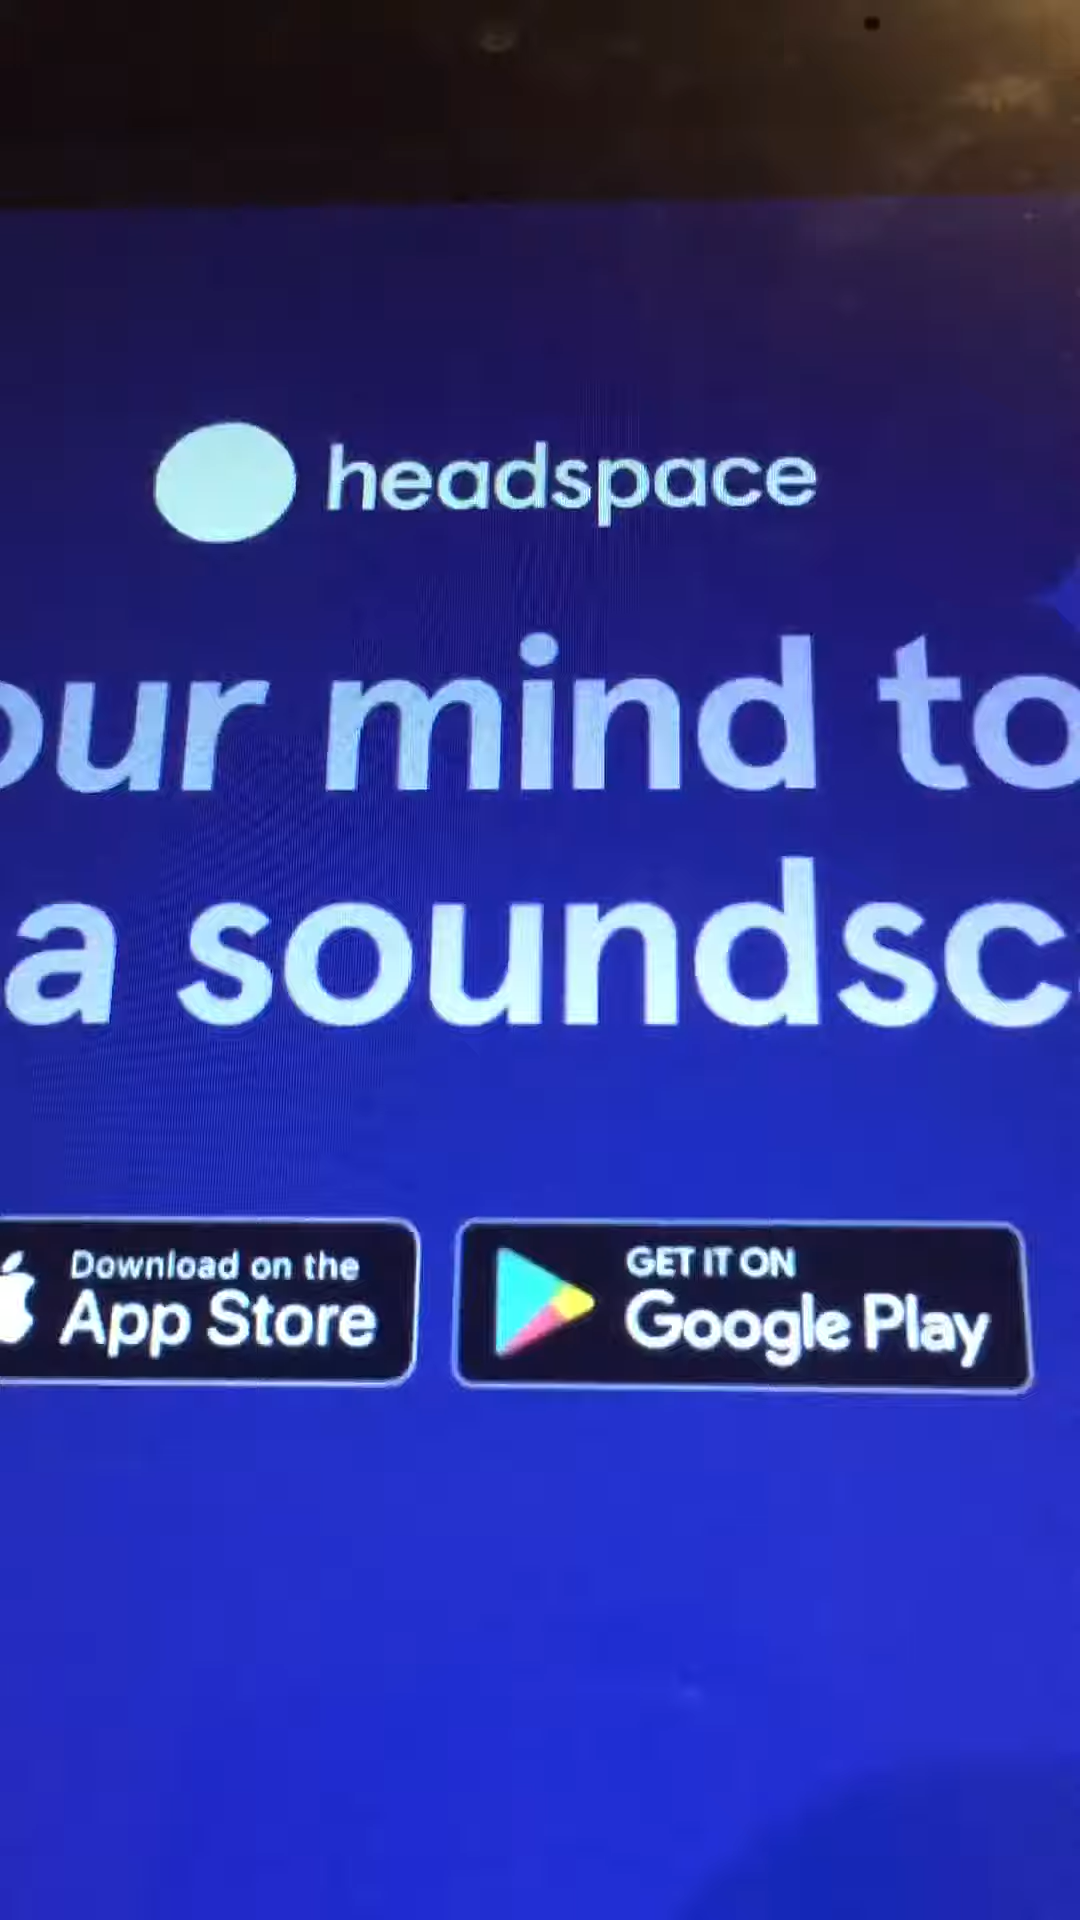 headspace
our mind to
a soundsc
Download on the
App Store
GET IT ON
Google Play